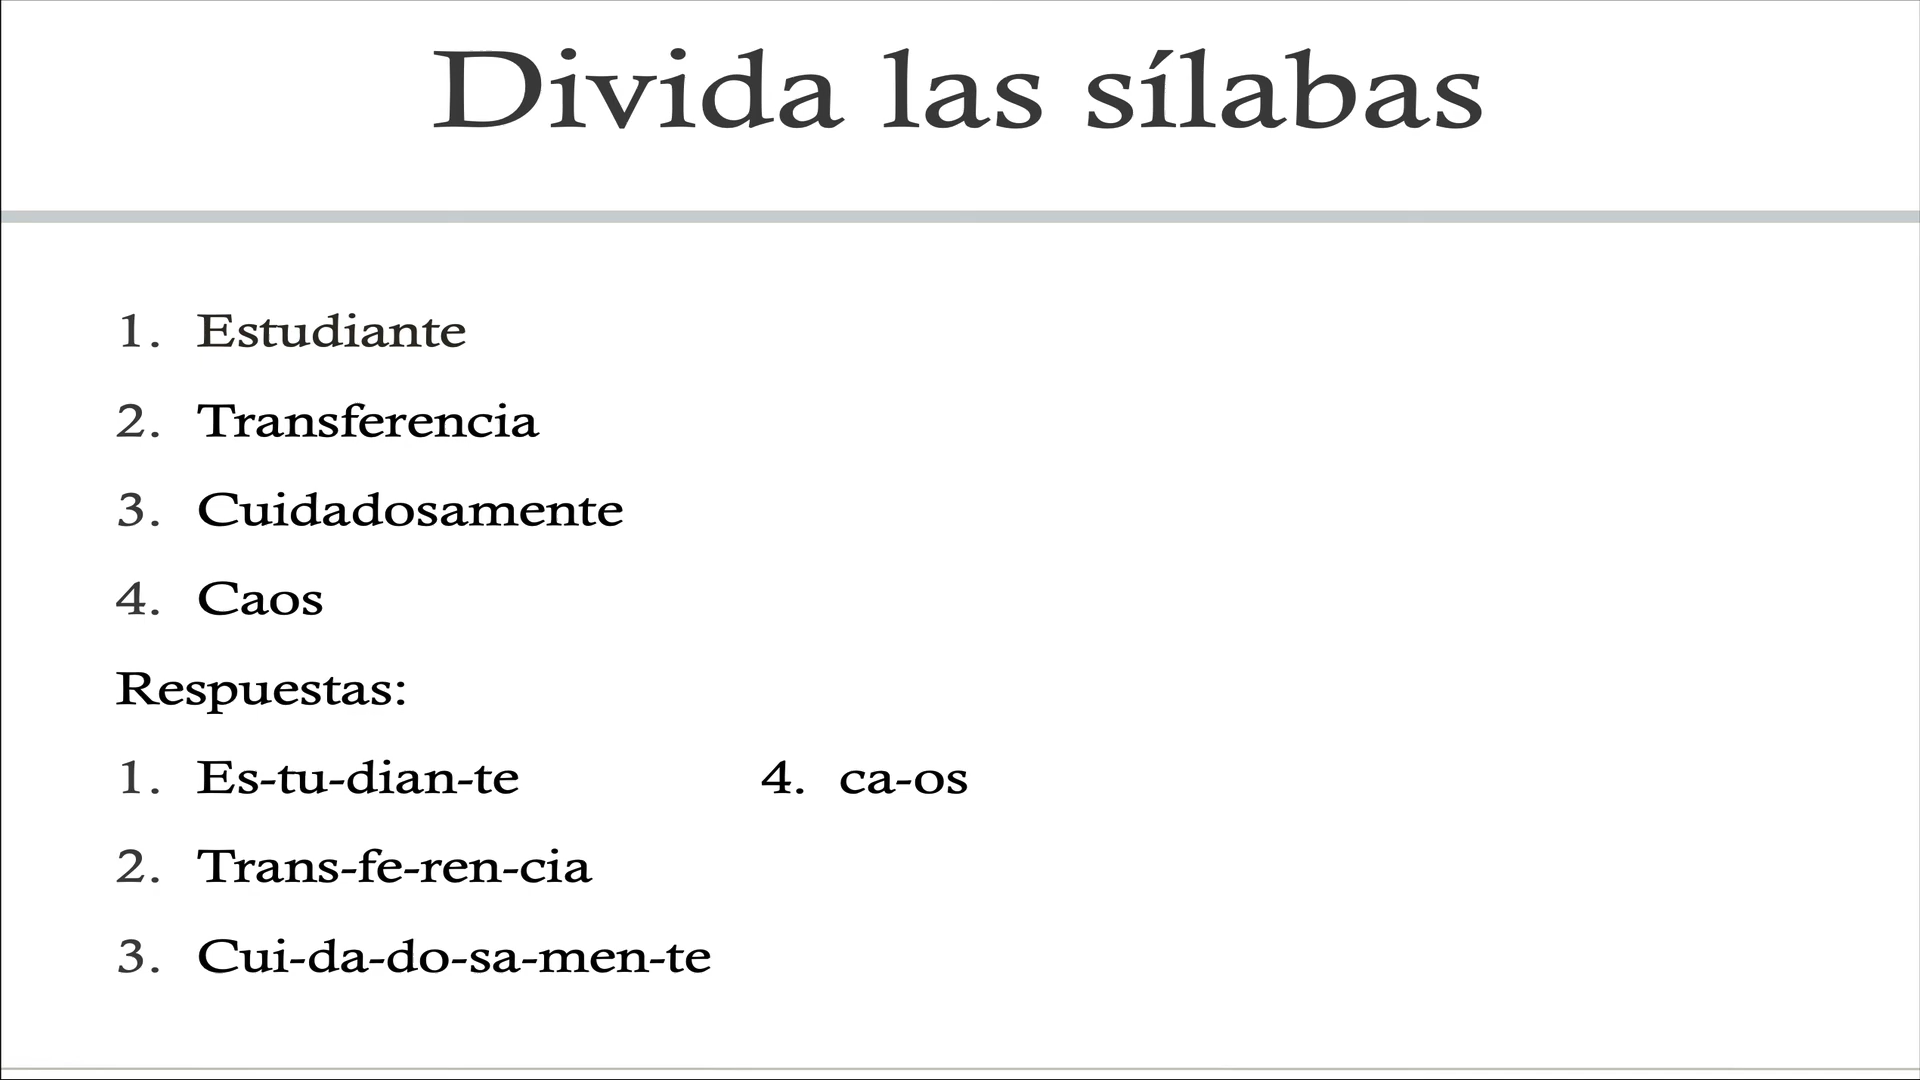 Divida las sílabas
1. Estudiante
2. Transferencia
3. Cuidadosamente
4. Caos
Respuestas:
1. Es-tu-dian-te 4. ca-os
2. Trans-fe-ren-cia
3. Cui-da-do-sa-men-te